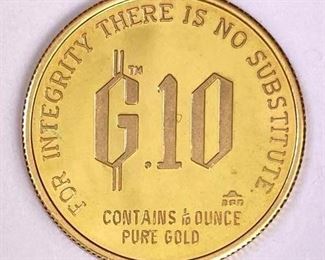 FOR INTEGRITY THERE IS NO SUBSTITUTE.
G.10
TM
CONTAINS 1/10 OUNCE
PURE GOLD